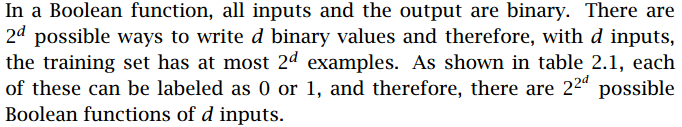 In a Boolean function, all inputs and the output are binary. There are
2^d possible ways to write d binary values and therefore, with d inputs,
the training set has at most 2^d examples. As shown in table 2.1, each
of these can be labeled as 0 or 1, and therefore, there are 2^{2^d} possible
Boolean functions of d inputs.